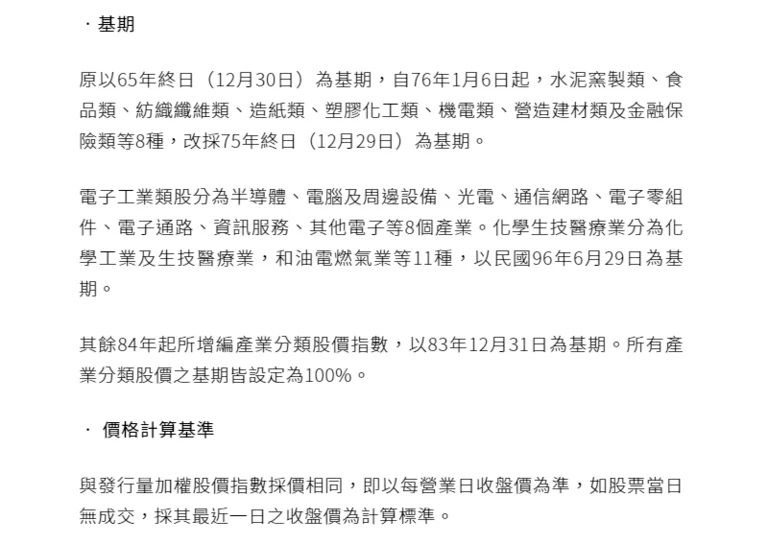 ．基期
原以65年終日（12月30日）為基期，自76年1月6日起，水泥窯製類、食
品類、紡織纖維類、造紙類、塑膠化工類、機電類、營造建材類及金融保
險類等8種，改採75年終日（12月29日）為基期。
電子工業類股分為半導體、電腦及周邊設備、光電、通信網路、電子零組
件、電子通路、資訊服務、其他電子等8個產業。化學生技醫療業分為化
學工業及生技醫療業，和油電燃氣業等11種，以民國96年6月29日為基
期。
其餘84年起所增編產業分類股價指數，以83年12月31日為基期。所有產
業分類股價之基期皆設定為100%。
． 價格計算基準
與發行量加權股價指數採價相同，即以每營業日收盤價為準，如股票當日
無成交，採其最近一日之收盤價為計算標準。